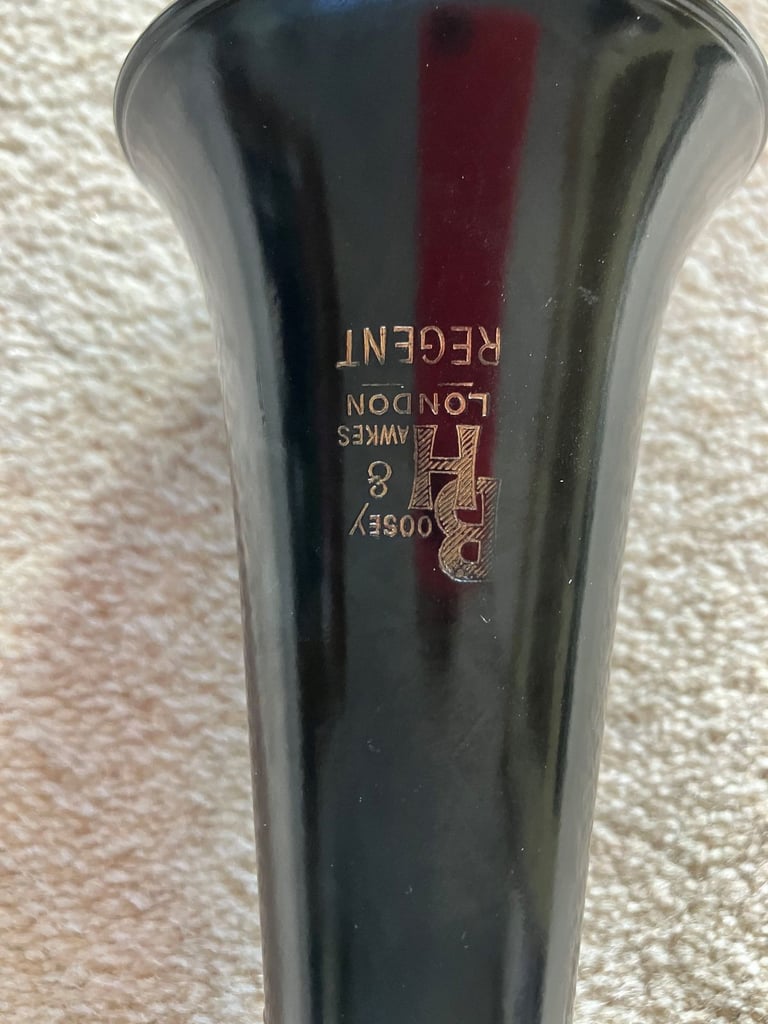 BOOSEY
&
HAWKES
LONDON
REGENT